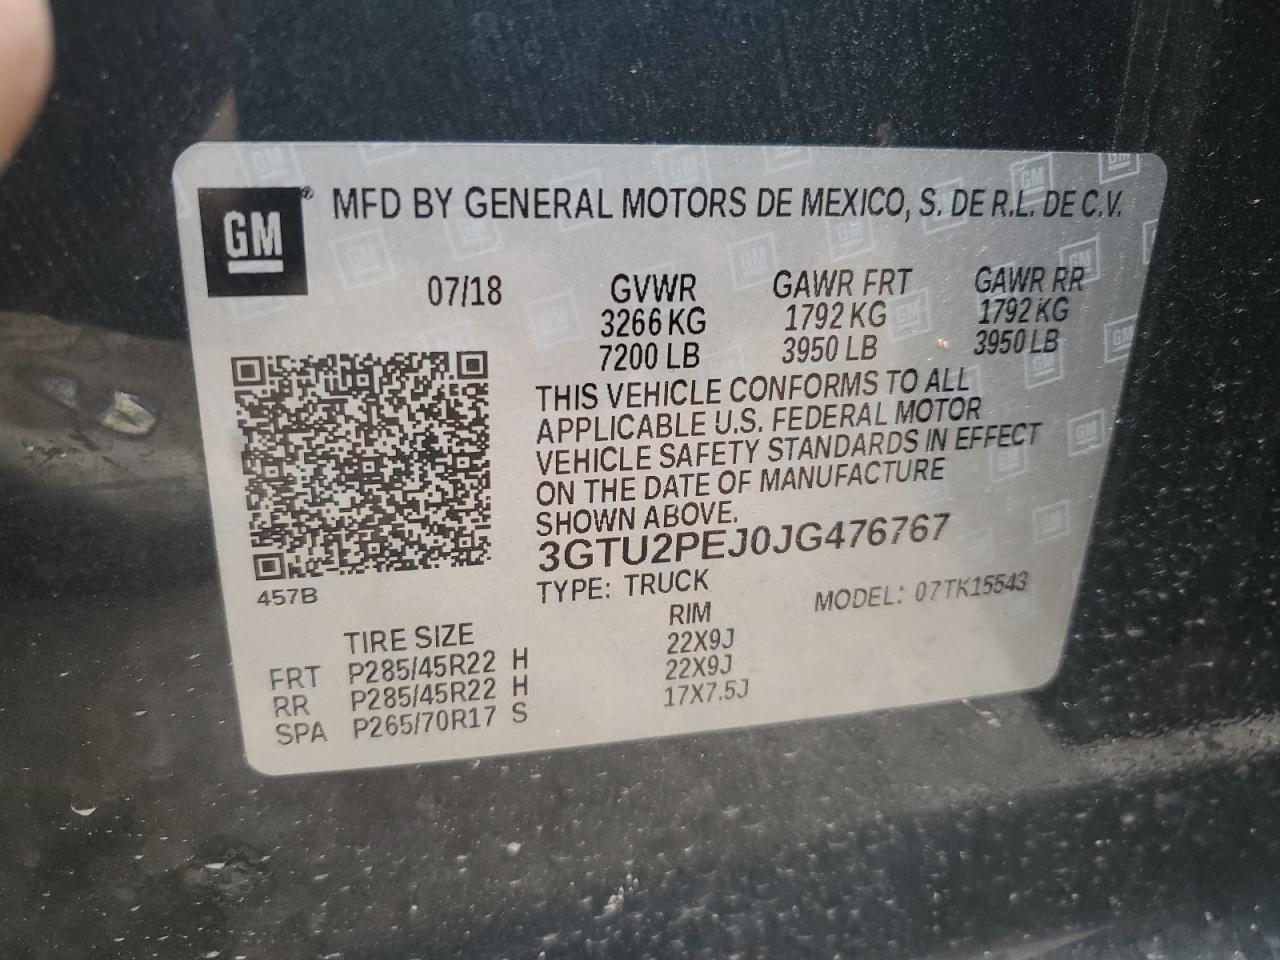 GM ® MFD BY GENERAL MOTORS DE MEXICO, S. DE R.L. DE C.V.
07/18 GVWR GAWR FRT GAWR RR
3266 KG 1792 KG 1792 KG
7200 LB 3950 LB 3950 LB
THIS VEHICLE CONFORMS TO ALL
APPLICABLE U.S. FEDERAL MOTOR
VEHICLE SAFETY STANDARDS IN EFFECT
ON THE DATE OF MANUFACTURE
SHOWN ABOVE.
3GTU2PEJ0JG476767
457B
TYPE: TRUCK MODEL: 07TK15543
TIRE SIZE RIM
FRT P285/45R22 H 22X9J
RR P285/45R22 H 22X9J
SPA P265/70R17 S 17X7.5J